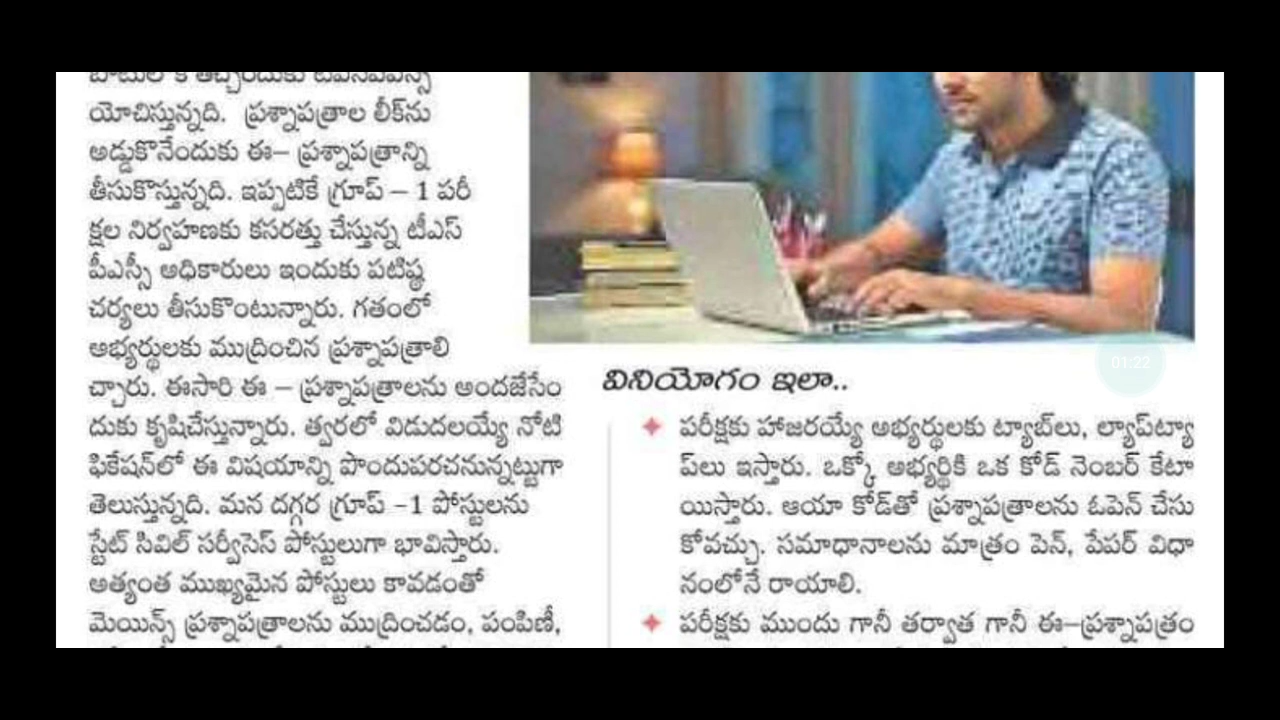 యోచిస్తున్నది. ప్రశ్నాపత్రాల లీక్‌ను
అడ్డుకొనేందుకు ఈ– ప్రశ్నాపత్రాన్ని
తీసుకొస్తున్నది. ఇప్పటికే గ్రూప్ – 1 పరీ
క్షల నిర్వహణకు కసరత్తు చేస్తున్న టీఎస్
పీఎస్సీ అధికారులు ఇందుకు పటిష్ఠ
చర్యలు తీసుకొంటున్నారు. గతంలో
అభ్యర్థులకు ముద్రించిన ప్రశ్నాపత్రాలి
చ్చారు. ఈసారి ఈ – ప్రశ్నాపత్రాలను అందజేసేం
దుకు కృషిచేస్తున్నారు. త్వరలో విడుదలయ్యే నోటి
ఫికేషన్‌లో ఈ విషయాన్ని పొందుపరచనున్నట్టుగా
తెలుస్తున్నది. మన దగ్గర గ్రూప్ –1 పోస్టులను
స్టేట్ సివిల్ సర్వీసెస్ పోస్టులుగా భావిస్తారు.
అత్యంత ముఖ్యమైన పోస్టులు కావడంతో
మెయిన్స్ ప్రశ్నాపత్రాలను ముద్రించడం, పంపిణీ,
01:22
వినియోగం ఇలా..
✦ పరీక్షకు హాజరయ్యే అభ్యర్థులకు ట్యాబ్‌లు, ల్యాప్‌ట్యా
ప్‌లు ఇస్తారు. ఒక్కో అభ్యర్థికి ఒక కోడ్ నెంబర్ కేటా
యిస్తారు. ఆయా కోడ్‌తో ప్రశ్నాపత్రాలను ఓపెన్ చేసు
కోవచ్చు. సమాధానాలను మాత్రం పెన్, పేపర్ విధా
నంలోనే రాయాలి.
✦ పరీక్షకు ముందు గానీ తర్వాత గానీ ఈ–ప్రశ్నాపత్రం